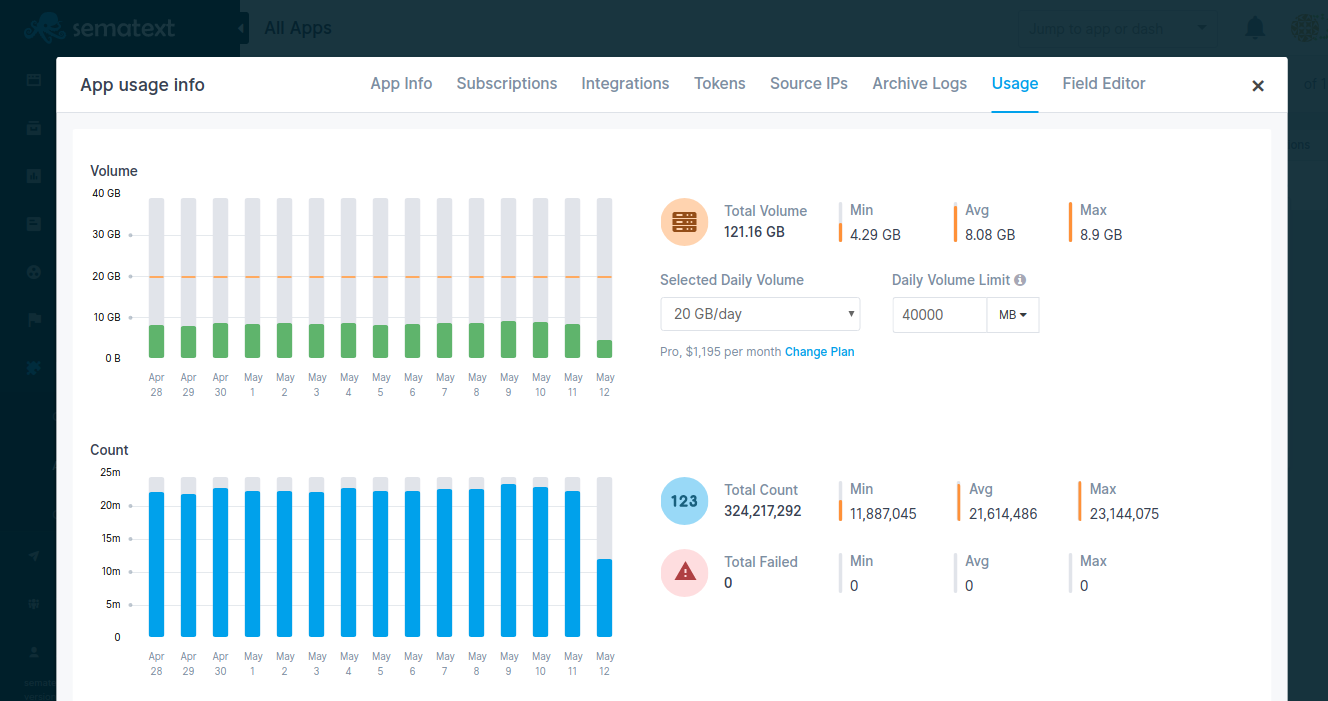 sematext
All Apps
Jump to app or dash
App usage info
App Info Subscriptions Integrations Tokens Source IPs Archive Logs Usage Field Editor
of 1
Volume
40 GB
30 GB
20 GB
10 GB
0 B
Apr 28 Apr 29 Apr 30 May 1 May 2 May 3 May 4 May 5 May 6 May 7 May 8 May 9 May 10 May 11 May 12
Total Volume
121.16 GB
Min
4.29 GB
Avg
8.08 GB
Max
8.9 GB
Selected Daily Volume
20 GB/day
Daily Volume Limit
40000 MB
Pro, $1,195 per month Change Plan
Count
25m
20m
15m
10m
5m
0
Apr 28 Apr 29 Apr 30 May 1 May 2 May 3 May 4 May 5 May 6 May 7 May 8 May 9 May 10 May 11 May 12
123
Total Count
324,217,292
Min
11,887,045
Avg
21,614,486
Max
23,144,075
Total Failed
0
Min
0
Avg
0
Max
0